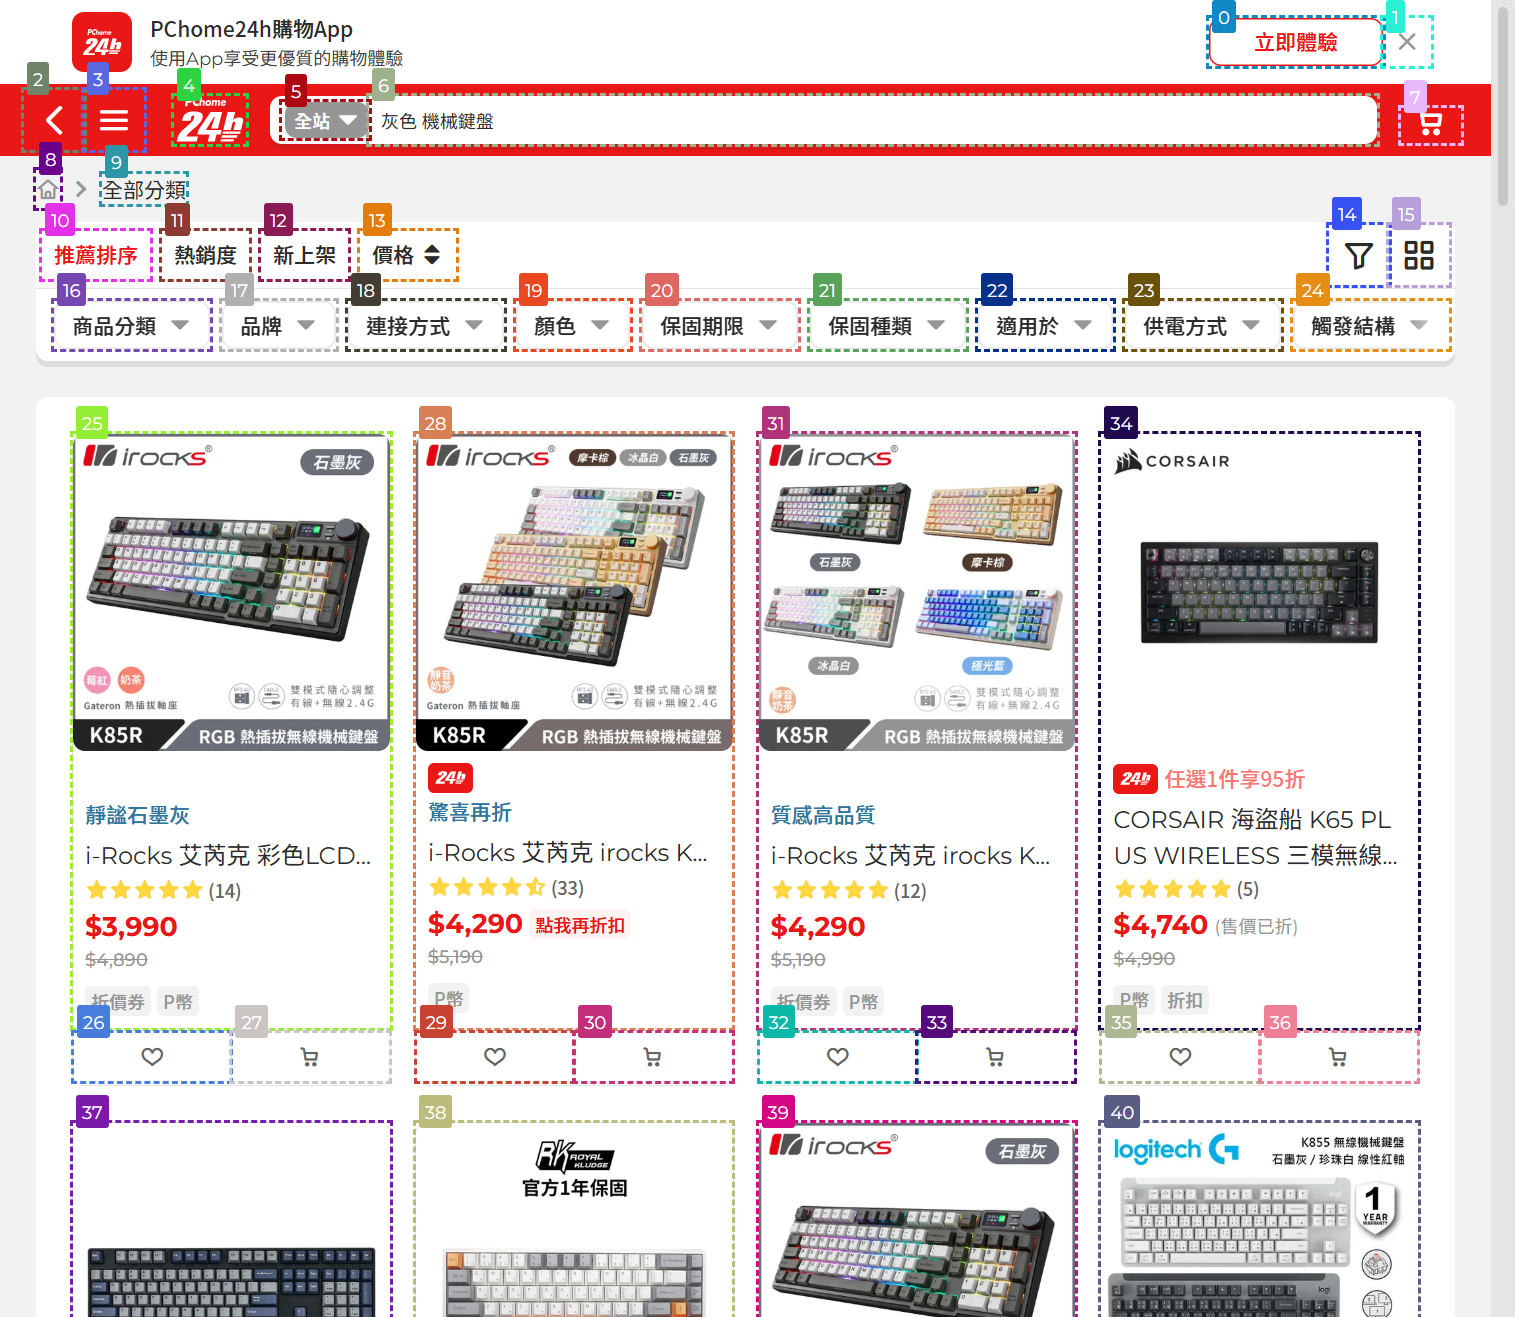 PChome24h購物App
使用App享受更優質的購物體驗
PChome
24h
0
立即體驗
1
2
3
4
PChome
24h
5
全站
6
灰色 機械鍵盤
7
8
9
全部分類
10
推薦排序
11
熱銷度
12
新上架
13
價格
14
15
16
商品分類
17
品牌
18
連接方式
19
顏色
20
保固期限
21
保固種類
22
適用於
23
供電方式
24
觸發結構
25
irocks
石墨灰
莓紅
奶茶
Gateron 熱插拔軸座
雙模式隨心調整
有線+無線2.4G
K85R
RGB 熱插拔無線機械鍵盤
靜謐石墨灰
i-Rocks 艾芮克 彩色LCD...
(14)
$3,990
$4,890
折價券
P幣
26
27
28
irocks
摩卡棕
冰晶白
石墨灰
靜音
奶茶
Gateron 熱插拔軸座
雙模式隨心調整
有線+無線2.4G
K85R
RGB 熱插拔無線機械鍵盤
24h
驚喜再折
i-Rocks 艾芮克 irocks K...
(33)
$4,290
點我再折扣
$5,190
P幣
29
30
31
irocks
石墨灰
摩卡棕
冰晶白
極光藍
靜音
奶茶
雙模式隨心調整
有線+無線2.4G
K85R
RGB 熱插拔無線機械鍵盤
質感高品質
i-Rocks 艾芮克 irocks K...
(12)
$4,290
$5,190
折價券
P幣
32
33
34
CORSAIR
24h
任選1件享95折
CORSAIR 海盜船 K65 PL
US WIRELESS 三模無線...
(5)
$4,740
(售價已折)
$4,990
P幣
折扣
35
36
37
38
RK ROYAL
KLUDGE
官方1年保固
39
irocks
石墨灰
40
logitech G
K855 無線機械鍵盤
石墨灰 / 珍珠白 線性紅軸
logi
1
YEAR
WARRANTY
logi